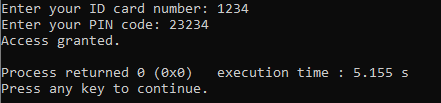 Enter your ID card number: 1234
Enter your PIN code: 23234
Access granted.
Process returned 0 (0x0)   execution time : 5.155 s
Press any key to continue.